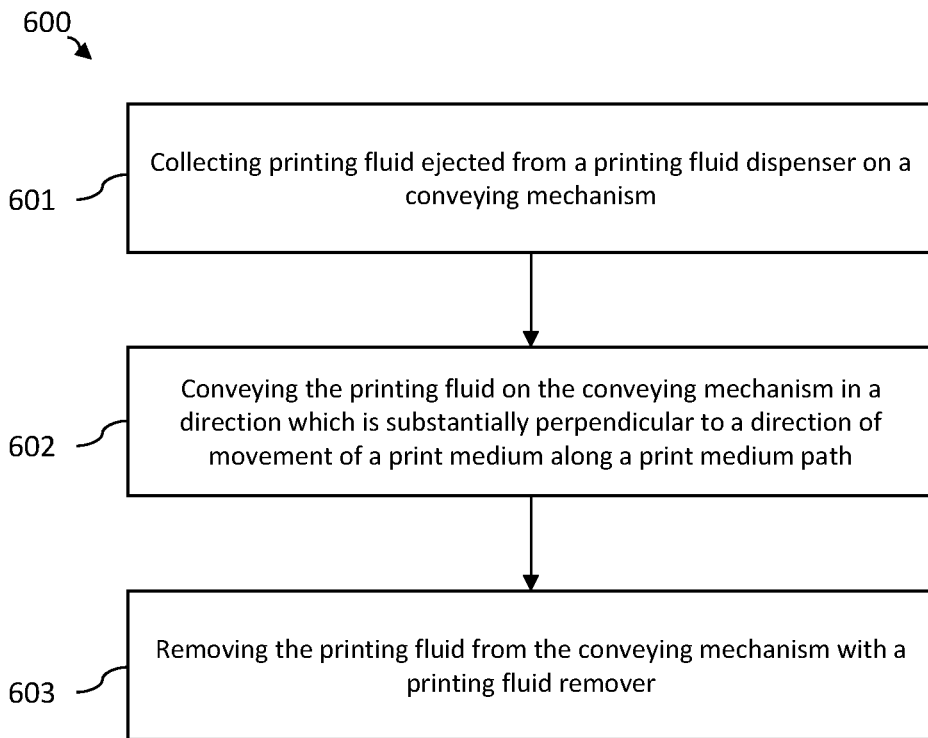 600
Collecting printing fluid ejected from a printing fluid dispenser on a
conveying mechanism
601
Conveying the printing fluid on the conveying mechanism in a
direction which is substantially perpendicular to a direction of
movement of a print medium along a print medium path
602
Removing the printing fluid from the conveying mechanism with a
printing fluid remover
603